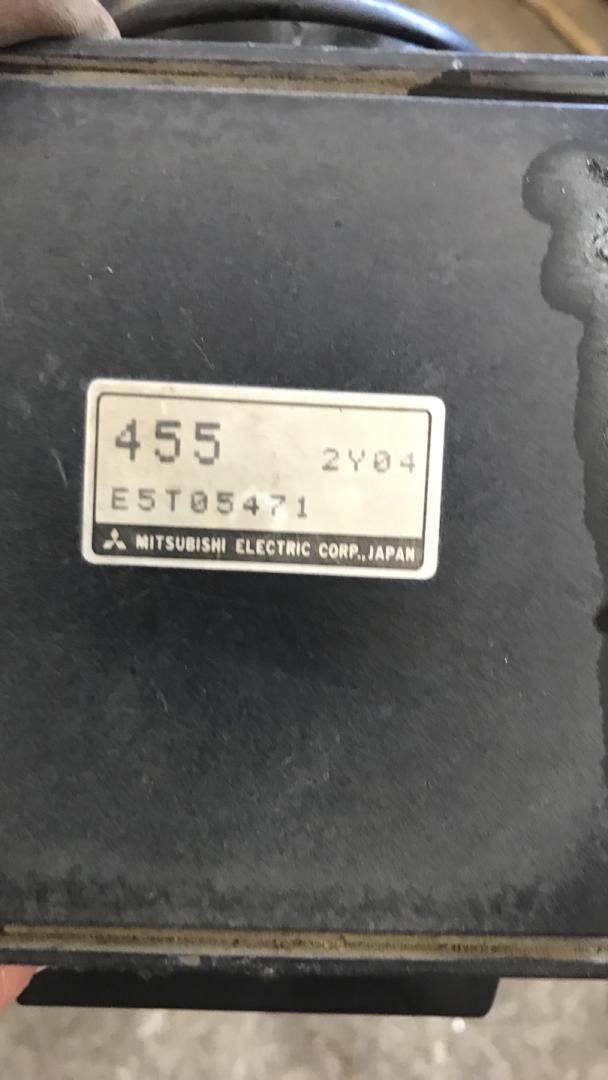 455 2Y04
E5T05471
MITSUBISHI ELECTRIC CORP., JAPAN